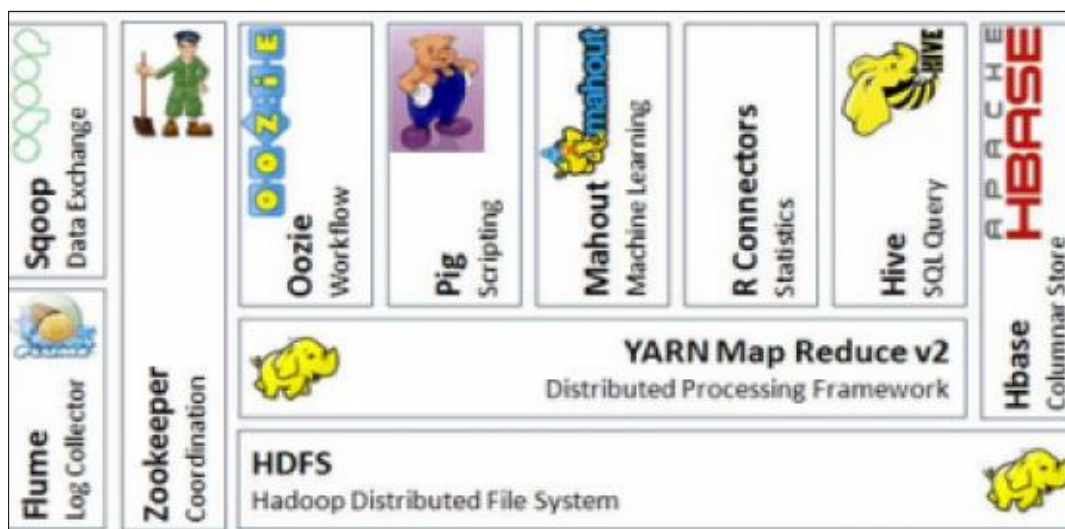 Sqoop
Data Exchange
Flume
Log Collector
Zookeeper
Coordination
OOZiE
Oozie
Workflow
Pig
Scripting
mahout
Mahout
Machine Learning
R Connectors
Statistics
HIVE
Hive
SQL Query
APACHE
HBASE
Hbase
Columnar Store
YARN Map Reduce v2
Distributed Processing Framework
HDFS
Hadoop Distributed File System